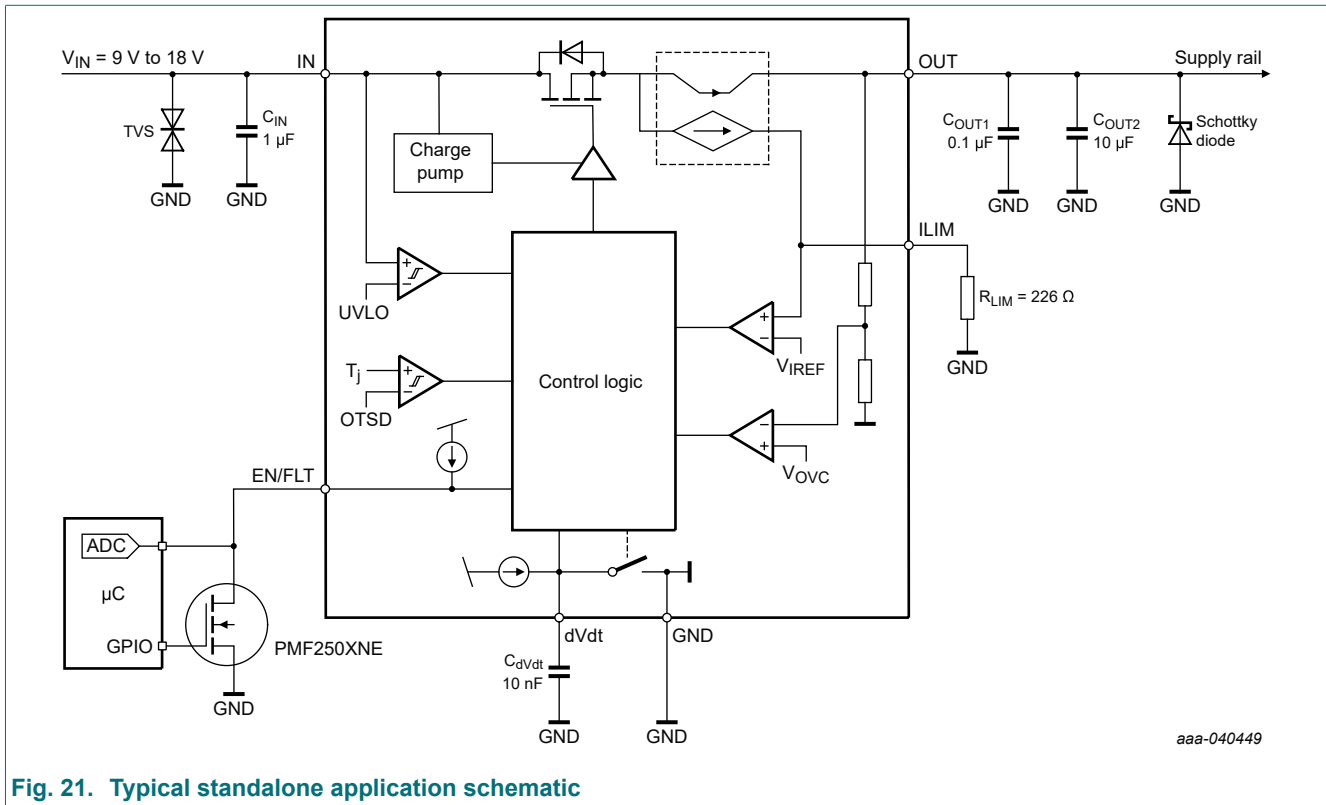 V_IN = 9 V to 18 V
IN
OUT
Supply rail
TVS
C_IN
1 µF
GND
GND
Charge
pump
C_OUT1
0.1 µF
C_OUT2
10 µF
Schottky
diode
GND
GND
GND
ILIM
+
−
UVLO
R_LIM = 226 Ω
GND
+
−
V_IREF
T_j
+
−
OTSD
Control logic
−
+
V_OVC
EN/FLT
ADC
µC
GPIO
PMF250XNE
GND
dVdt
GND
C_dVdt
10 nF
GND
GND
aaa-040449
Fig. 21. Typical standalone application schematic